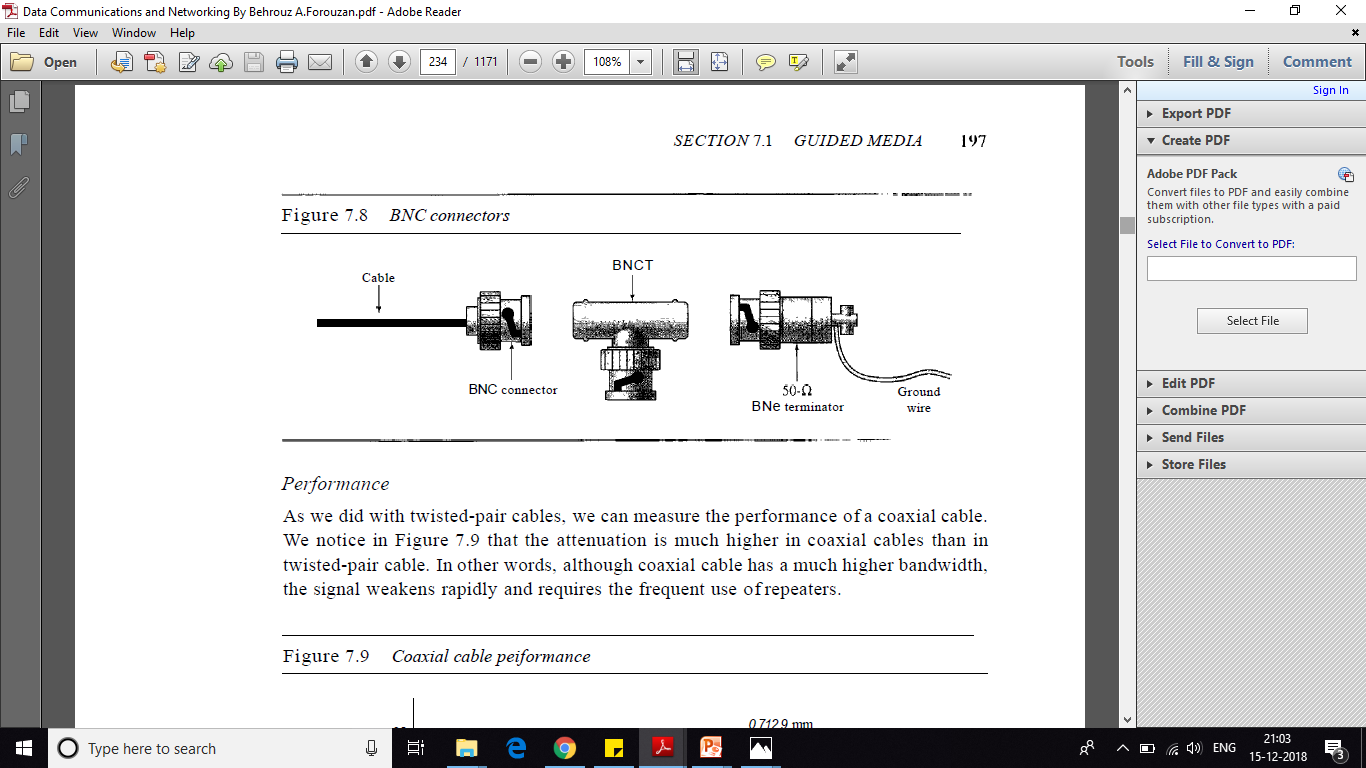 Data Communications and Networking By Behrouz A.Forouzan.pdf - Adobe Reader
File Edit View Window Help
Open 234 / 1171 108% Tools Fill & Sign Comment
Sign In
Export PDF
Create PDF
Adobe PDF Pack
Convert files to PDF and easily combine
them with other file types with a paid
subscription.
Select File to Convert to PDF:
Select File
Edit PDF
Combine PDF
Send Files
Store Files
SECTION 7.1 GUIDED MEDIA 197
Figure 7.8 BNC connectors
BNCT
Cable
BNC connector
50-Ω
BNe terminator
Ground
wire
Performance
As we did with twisted-pair cables, we can measure the performance of a coaxial cable.
We notice in Figure 7.9 that the attenuation is much higher in coaxial cables than in
twisted-pair cable. In other words, although coaxial cable has a much higher bandwidth,
the signal weakens rapidly and requires the frequent use of repeaters.
Figure 7.9 Coaxial cable peiformance
0.712.9 mm
Type here to search
ENG
21:03
15-12-2018
3